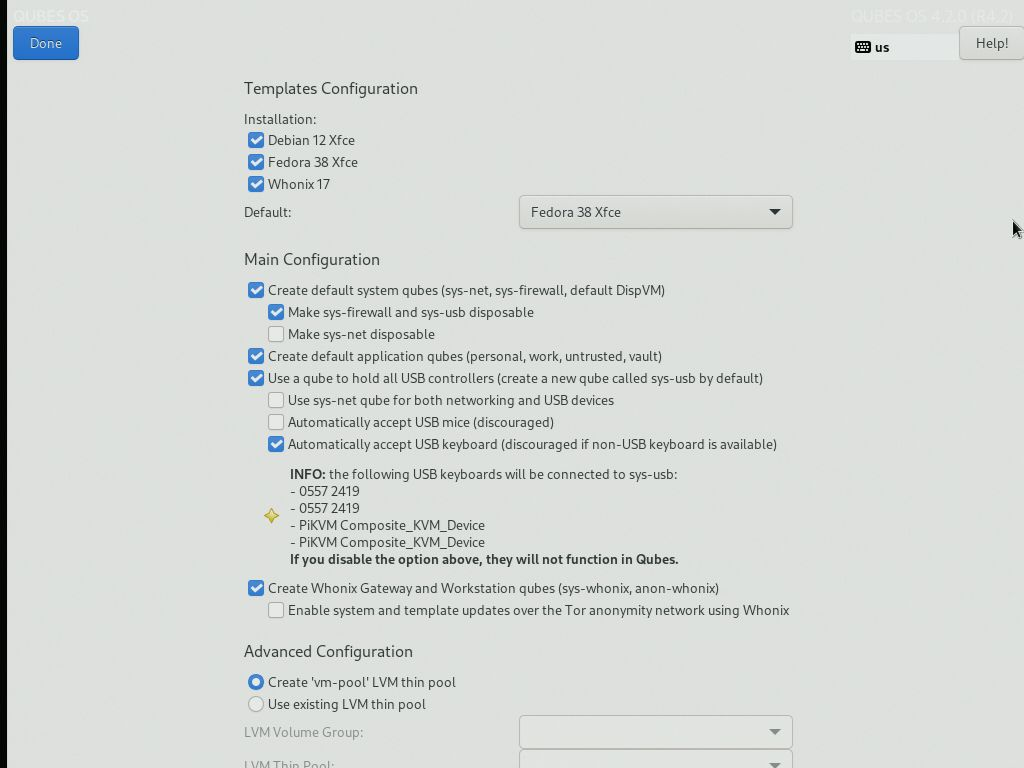 QUBES OS
QUBES OS 4.2.0 (R4.2)
Done
us
Help!
Templates Configuration
Installation:
Debian 12 Xfce
Fedora 38 Xfce
Whonix 17
Default:
Fedora 38 Xfce
Main Configuration
Create default system qubes (sys-net, sys-firewall, default DispVM)
Make sys-firewall and sys-usb disposable
Make sys-net disposable
Create default application qubes (personal, work, untrusted, vault)
Use a qube to hold all USB controllers (create a new qube called sys-usb by default)
Use sys-net qube for both networking and USB devices
Automatically accept USB mice (discouraged)
Automatically accept USB keyboard (discouraged if non-USB keyboard is available)
INFO: the following USB keyboards will be connected to sys-usb:
- 0557 2419
- 0557 2419
- PiKVM Composite_KVM_Device
- PiKVM Composite_KVM_Device
If you disable the option above, they will not function in Qubes.
Create Whonix Gateway and Workstation qubes (sys-whonix, anon-whonix)
Enable system and template updates over the Tor anonymity network using Whonix
Advanced Configuration
Create 'vm-pool' LVM thin pool
Use existing LVM thin pool
LVM Volume Group:
LVM Thin Pool: